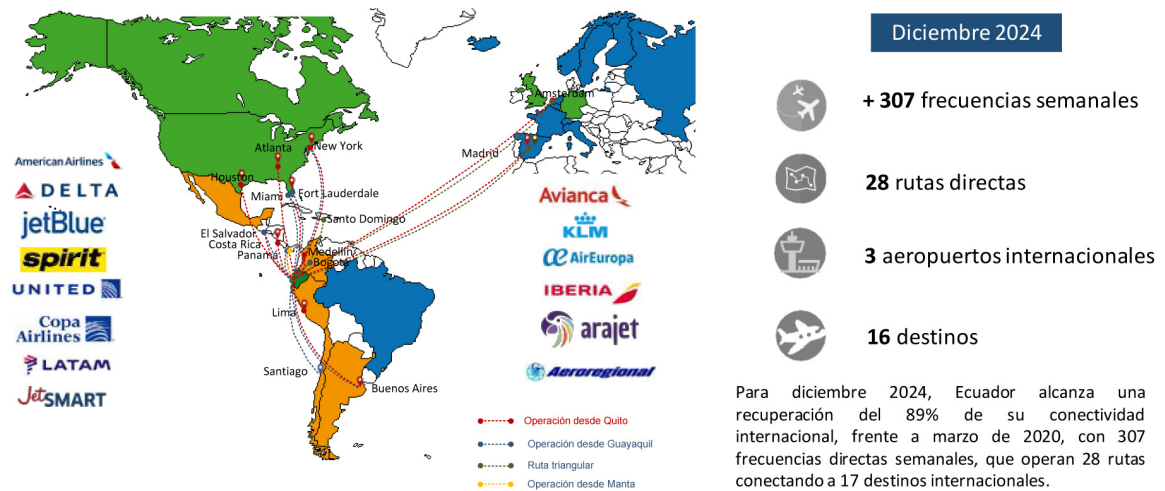 Diciembre 2024
+ 307 frecuencias semanales
28 rutas directas
3 aeropuertos internacionales
16 destinos
Para diciembre 2024, Ecuador alcanza una
recuperación del 89% de su conectividad
internacional, frente a marzo de 2020, con 307
frecuencias directas semanales, que operan 28 rutas
conectando a 17 destinos internacionales.
American Airlines
DELTA
jetBlue
spirit
UNITED
Copa
Airlines
LATAM
JetSMART
Amsterdam
Madrid
New York
Atlanta
Houston
Miami
Fort Lauderdale
Santo Domingo
El Salvador
Costa Rica
Panamá
Medellín
Bogotá
Lima
Santiago
Buenos Aires
Avianca
KLM
AirEuropa
IBERIA
arajet
Aeroregional
Operación desde Quito
Operación desde Guayaquil
Ruta triangular
Operación desde Manta